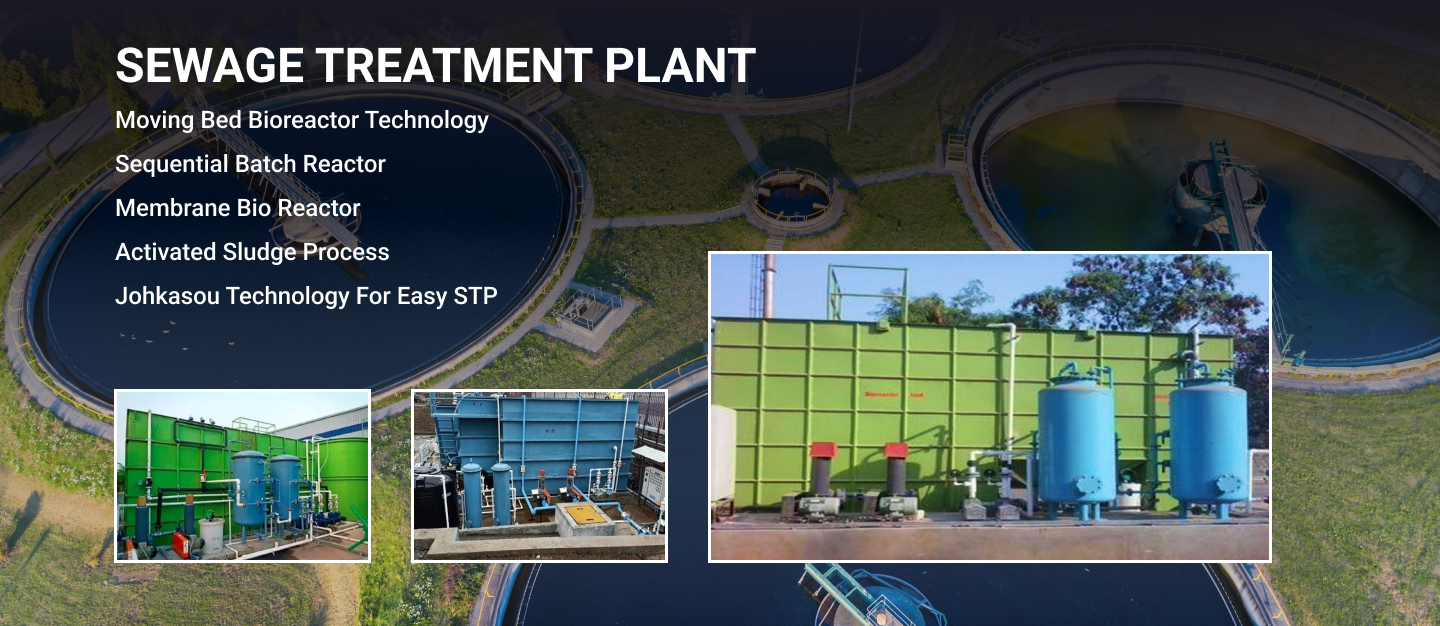 SEWAGE TREATMENT PLANT
Moving Bed Bioreactor Technology
Sequential Batch Reactor
Membrane Bio Reactor
Activated Sludge Process
Johkasou Technology For Easy STP